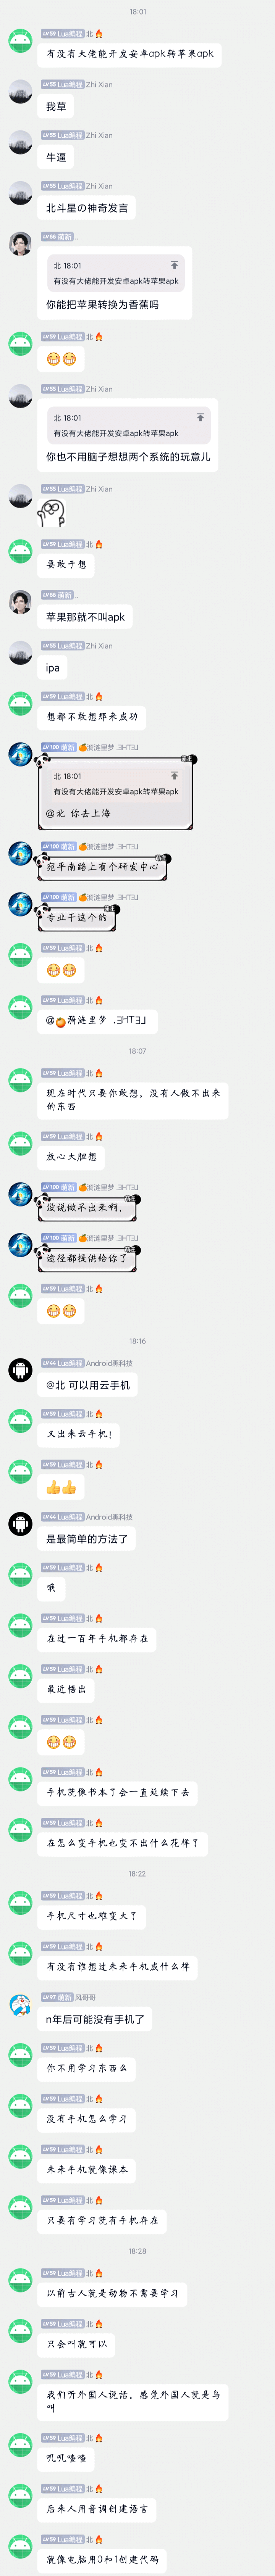 18:01
LV59 Lua编程 北🔥
有没有大佬能开发安卓apk转苹果apk
LV55 Lua编程 Zhi Xian
我草
LV55 Lua编程 Zhi Xian
牛逼
LV55 Lua编程 Zhi Xian
北斗星の神奇发言
LV66 萌新 ..
北 18:01
有没有大佬能开发安卓apk转苹果apk
你能把苹果转换为香蕉吗
LV59 Lua编程 北🔥
😁😁
LV55 Lua编程 Zhi Xian
北 18:01
有没有大佬能开发安卓apk转苹果apk
你也不用脑子想想两个系统的玩意儿
LV55 Lua编程 Zhi Xian
LV59 Lua编程 北🔥
要敢于想
LV66 萌新 ..
苹果那就不叫apk
LV55 Lua编程 Zhi Xian
ipa
LV59 Lua编程 北🔥
想都不敢想那来成功
LV100 萌新
北 18:01
有没有大佬能开发安卓apk转苹果apk
@北 你去上海
LV100 萌新
宛平南路上有个研发中心
LV100 萌新
专业干这个的
LV59 Lua编程 北🔥
😁😁
LV59 Lua编程 北🔥
18:07
LV59 Lua编程 北🔥
现在时代只要你敢想，没有人做不出来
的东西
LV59 Lua编程 北🔥
放心大胆想
LV100 萌新
没说做不出来啊，
LV100 萌新
途径都提供给你了
LV59 Lua编程 北🔥
😁😁
18:16
LV44 Lua编程 Android黑科技
@北 可以用云手机
LV59 Lua编程 北🔥
又出来云手机！
LV59 Lua编程 北🔥
👍👍
LV44 Lua编程 Android黑科技
是最简单的方法了
LV59 Lua编程 北🔥
哦
LV59 Lua编程 北🔥
在过一百年手机都存在
LV59 Lua编程 北🔥
最近悟出
LV59 Lua编程 北🔥
😁😁
LV59 Lua编程 北🔥
手机就像书本了会一直延续下去
LV59 Lua编程 北🔥
在怎么变手机也变不出什么花样了
18:22
LV59 Lua编程 北🔥
手机尺寸也难变大了
LV59 Lua编程 北🔥
有没有谁想过未来手机成什么样
LV97 萌新 风哥哥
n年后可能没有手机了
LV59 Lua编程 北🔥
你不用学习东西么
LV59 Lua编程 北🔥
没有手机怎么学习
LV59 Lua编程 北🔥
未来手机就像课本
LV59 Lua编程 北🔥
只要有学习就有手机存在
18:28
LV59 Lua编程 北🔥
以前古人就是动物不需要学习
LV59 Lua编程 北🔥
只会叫就可以
LV59 Lua编程 北🔥
我们听外国人说话，感觉外国人就是鸟
叫
LV59 Lua编程 北🔥
叽叽喳喳
LV59 Lua编程 北🔥
后来人用音调创建语言
LV59 Lua编程 北🔥
就像电脑用0和1创建代码